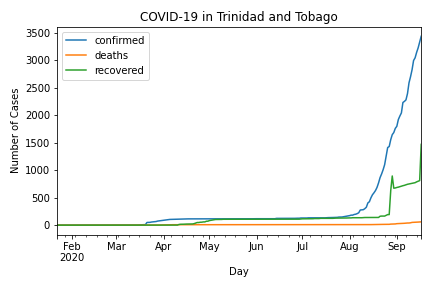 COVID-19 in Trinidad and Tobago
confirmed
deaths
recovered
Number of Cases
3500
3000
2500
2000
1500
1000
500
0
Feb Mar Apr May Jun Jul Aug Sep
2020
Day